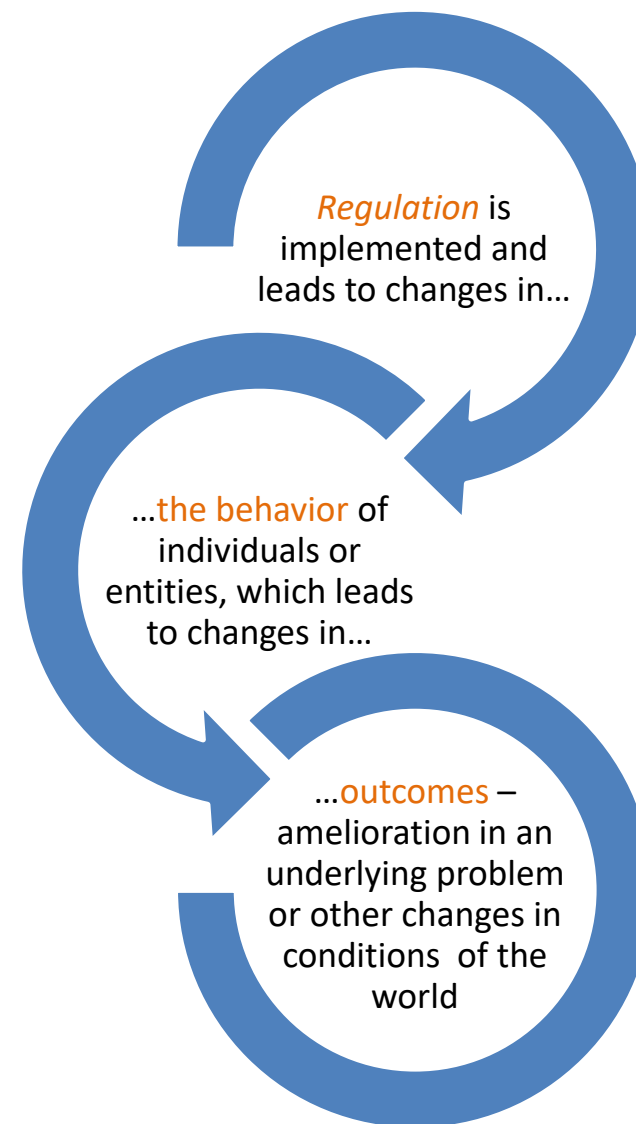 Regulation is
implemented and
leads to changes in…
…the behavior of
individuals or
entities, which leads
to changes in…
…outcomes –
amelioration in an
underlying problem
or other changes in
conditions  of the
world